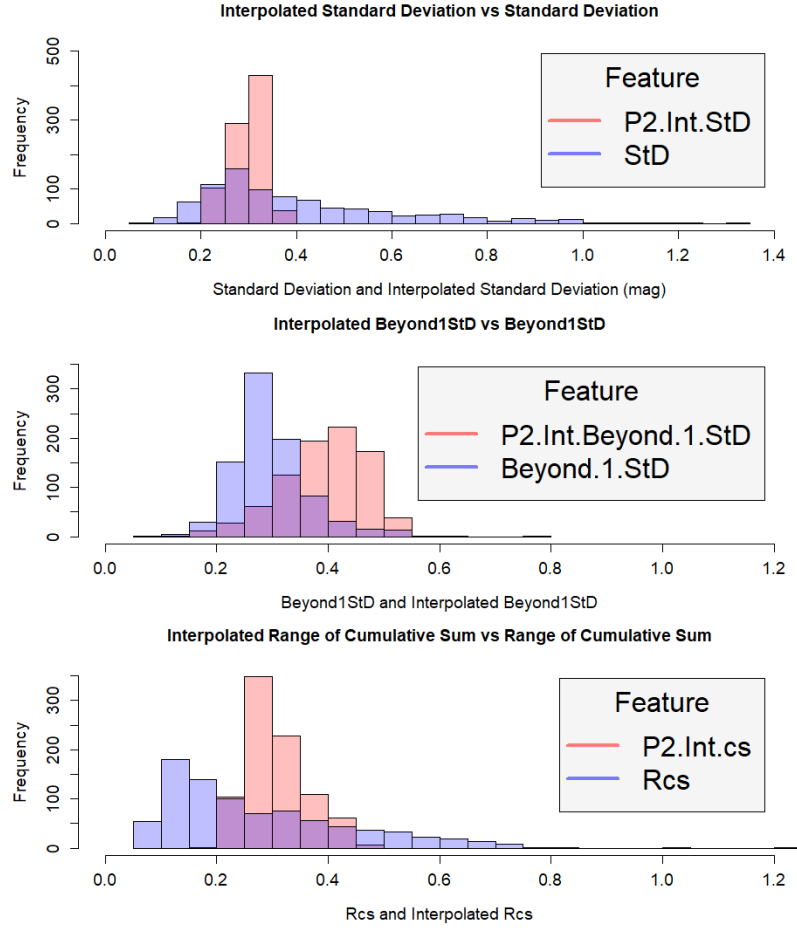 Interpolated Standard Deviation vs Standard Deviation
Frequency
500
300
100
0
Feature
P2.Int.StD
StD
0.0 0.2 0.4 0.6 0.8 1.0 1.2 1.4
Standard Deviation and Interpolated Standard Deviation (mag)
Interpolated Beyond1StD vs Beyond1StD
Frequency
300
200
100
0
Feature
P2.Int.Beyond.1.StD
Beyond.1.StD
0.0 0.2 0.4 0.6 0.8 1.0 1.2
Beyond1StD and Interpolated Beyond1StD
Interpolated Range of Cumulative Sum vs Range of Cumulative Sum
Frequency
300
200
100
0
Feature
P2.Int.cs
Rcs
0.0 0.2 0.4 0.6 0.8 1.0 1.2
Rcs and Interpolated Rcs